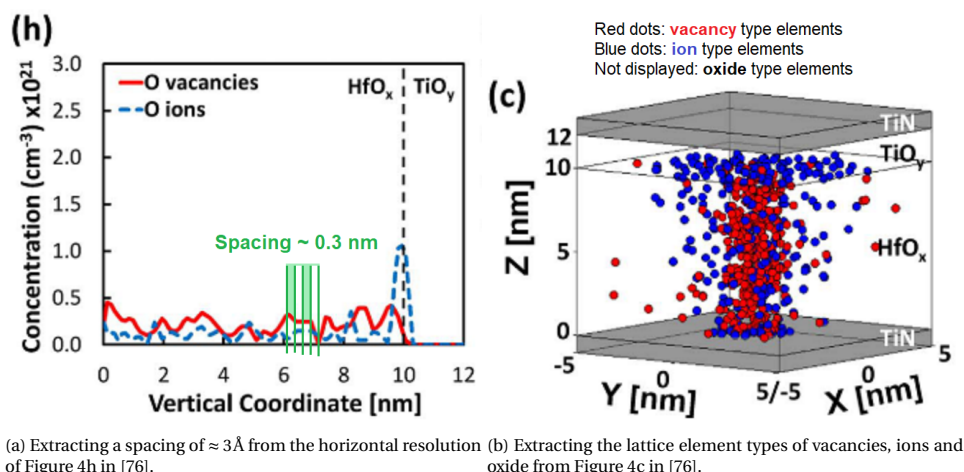 (h)
3.0
2.5
2.0
1.5
1.0
0.5
0.0
Concentration (cm-3) x1021
O vacancies
O ions
HfOx
TiOy
Spacing ~ 0.3 nm
0 2 4 6 8 10 12
Vertical Coordinate [nm]
Red dots: vacancy type elements
Blue dots: ion type elements
Not displayed: oxide type elements
(c)
TiN
12
TiOy
10
Z [nm]
5
HfOx
0
TiN
-5
0
5/-5
0
5
Y [nm]
X [nm]
(a) Extracting a spacing of ≈ 3Å from the horizontal resolution
of Figure 4h in [76].
(b) Extracting the lattice element types of vacancies, ions and
oxide from Figure 4c in [76].